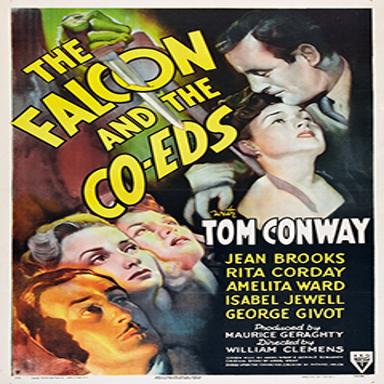 THE
FALCON
AND THE
CO-EDS
with
TOM CONWAY
JEAN BROOKS
RITA CORDAY
AMELITA WARD
ISABEL JEWELL
GEORGE GIVOT
Produced by
MAURICE GERAGHTY
Directed by
WILLIAM CLEMENS